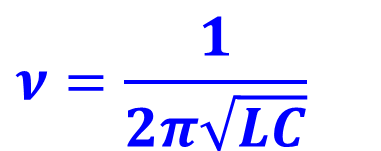 ν = 1 / 2π√LC